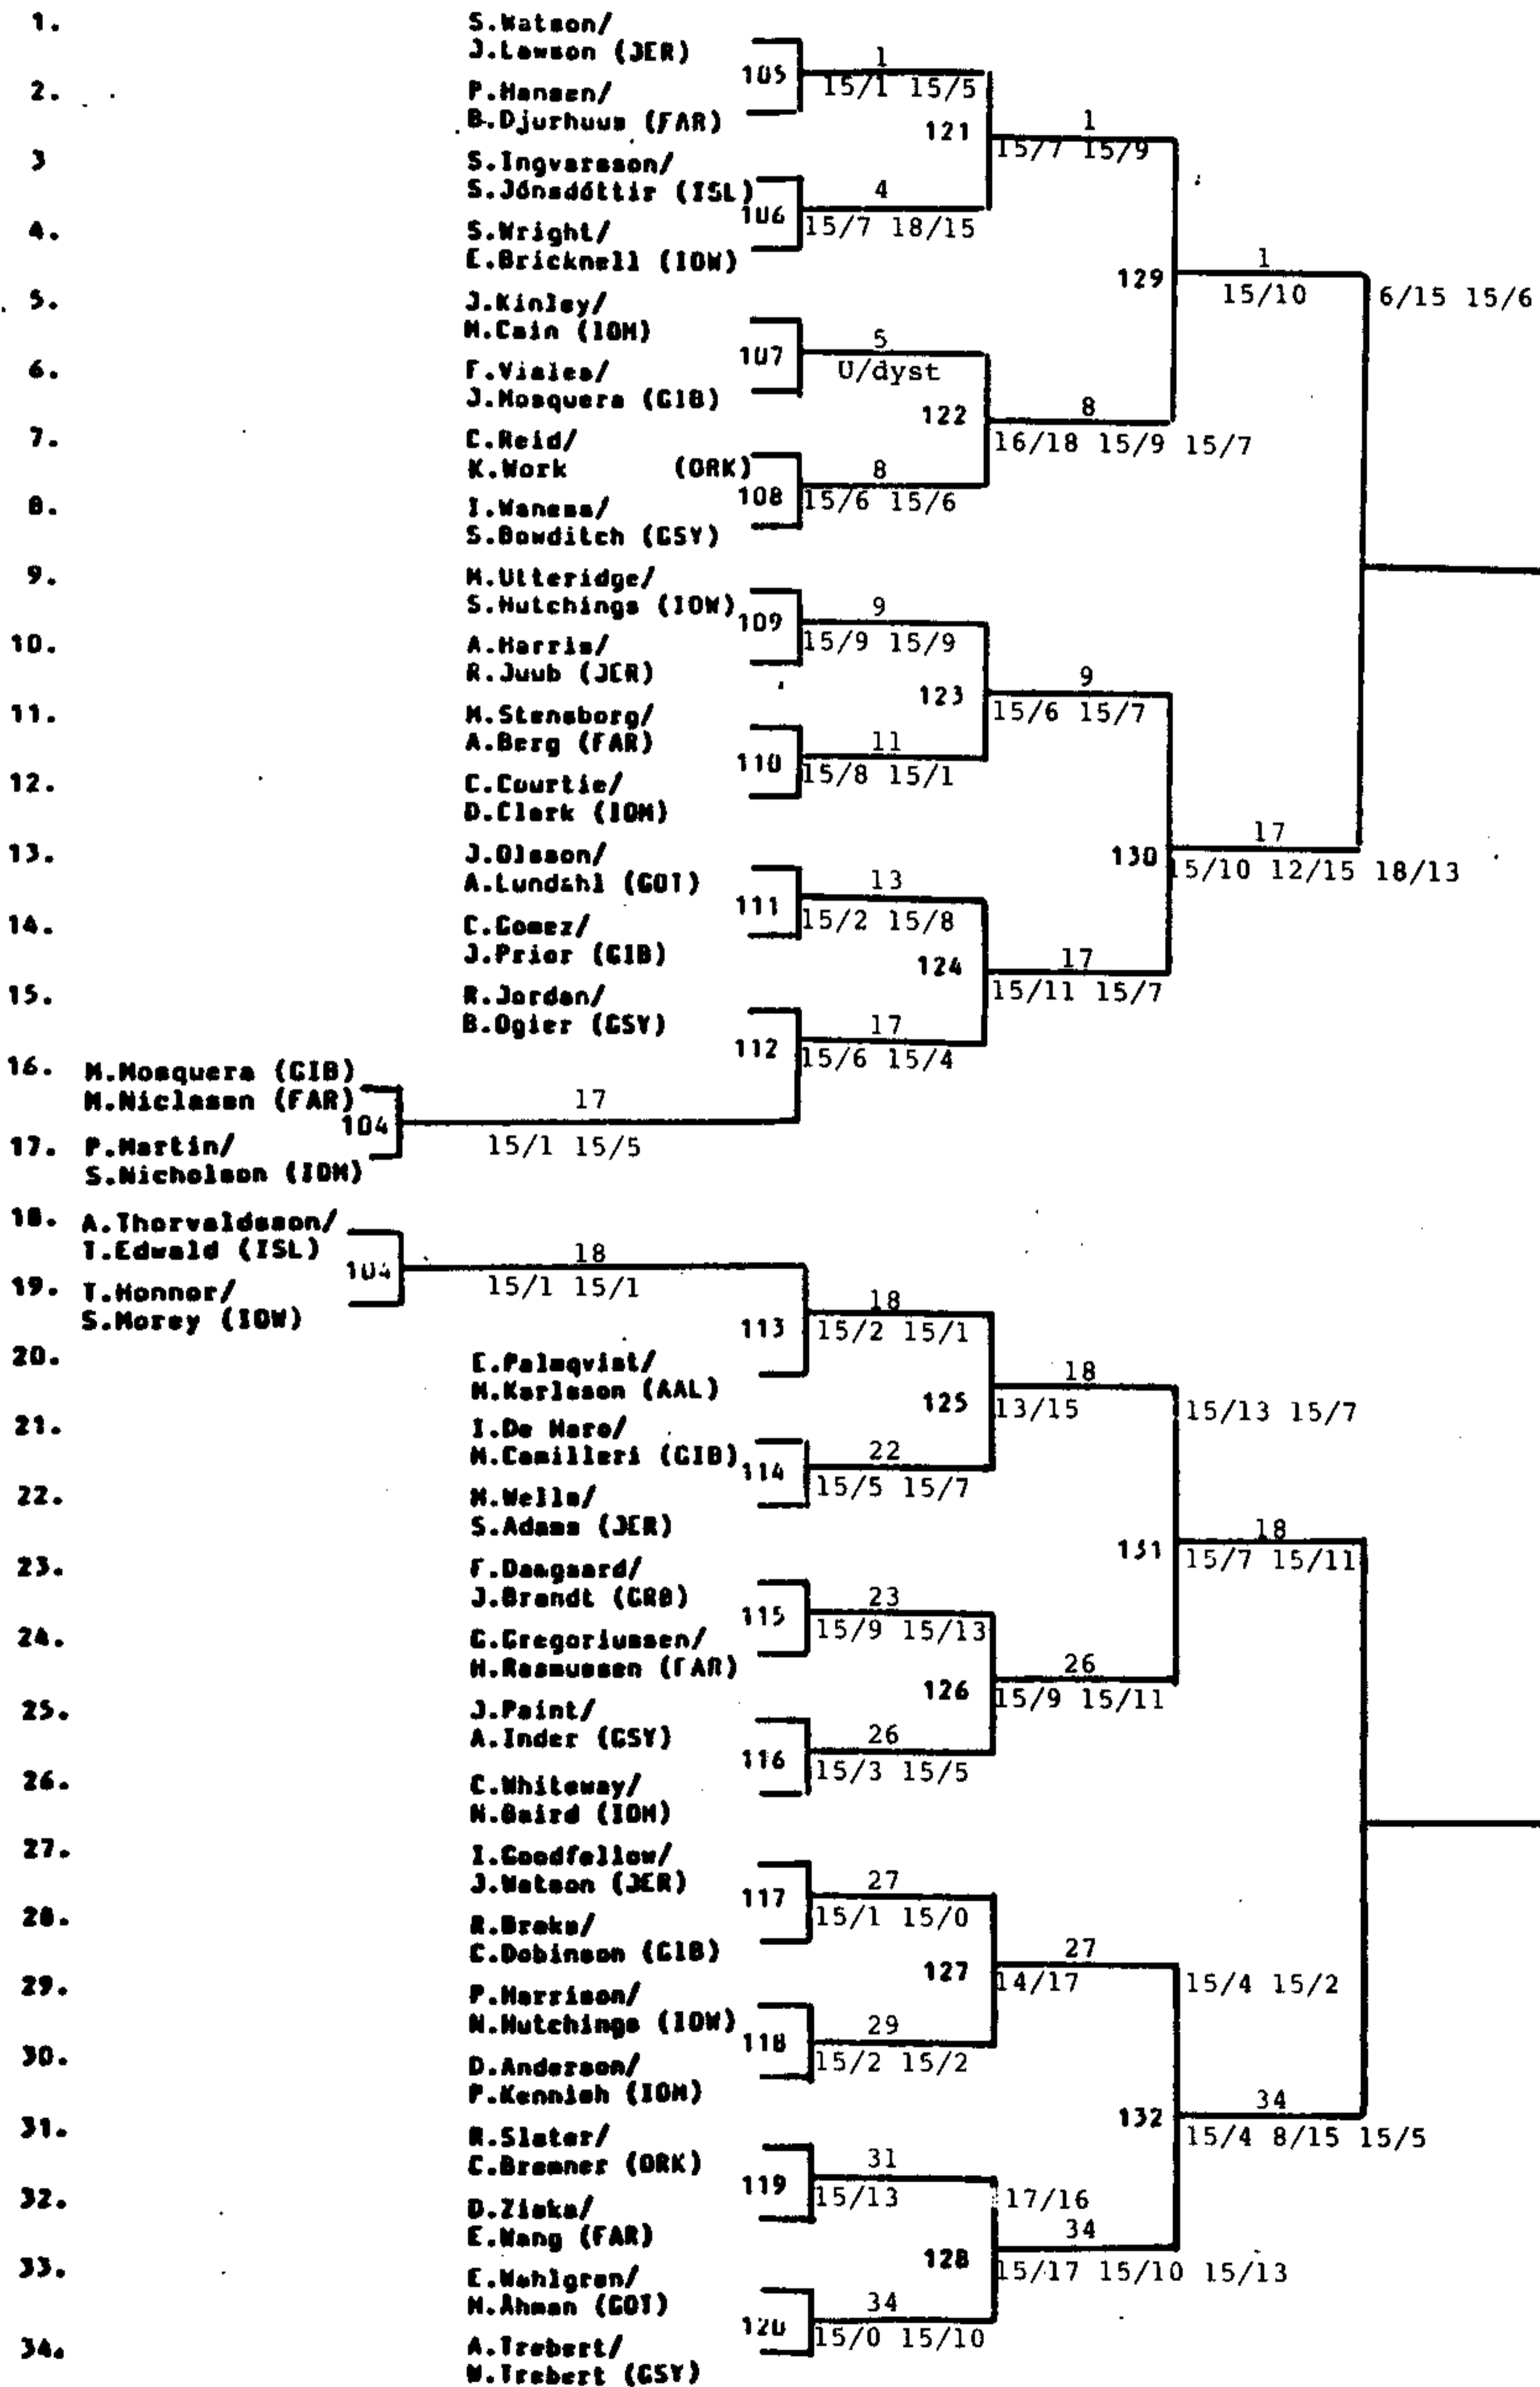 1.
S.Watson/
J.Lawson (JER)
105
1
15/1 15/5
2.
P.Hansen/
B.Djurhuus (FAR)
121
1
15/7 15/9
3
S.Ingvarsson/
S.Jónsdóttir (ISL)
106
4
15/7 18/15
4.
S.Wright/
E.Bricknell (IOW)
129
1
15/10
6/15 15/6
5.
J.Kinley/
M.Cain (IOM)
107
5
U/dyst
6.
F.Viales/
J.Mosquera (GIB)
122
8
16/18 15/9 15/7
7.
C.Reid/
K.Work (ORK)
108
8
15/6 15/6
8.
I.Maness/
S.Bowditch (GSY)
9.
M.Utteridge/
S.Hutchings (IOW)
109
9
15/9 15/9
10.
A.Harris/
R.Juub (JER)
123
9
15/6 15/7
11.
M.Stensborg/
A.Berg (FAR)
110
11
15/8 15/1
12.
C.Courtie/
D.Clark (IOM)
130
17
15/10 12/15 18/13
13.
J.Olsson/
A.Lundahl (GOT)
111
13
15/2 15/8
14.
C.Gomez/
J.Prior (GIB)
124
17
15/11 15/7
15.
R.Jordan/
B.Ogier (GSY)
112
17
15/6 15/4
16. M.Mosquera (GIB)
M.Niclasen (FAR)
104
17
15/1 15/5
17. P.Martin/
S.Nicholson (IOM)
18. A.Thorvaldsson/
T.Edwald (ISL)
104
18
15/1 15/1
19. T.Honnor/
S.Morey (IOW)
113
18
15/2 15/1
20.
E.Palmqvist/
M.Karlsson (AAL)
125
18
13/15
15/13 15/7
21.
I.De Haro/
M.Camilleri (GIB)
114
22
15/5 15/7
22.
M.Wells/
S.Adams (JER)
131
18
15/7 15/11
23.
F.Damgaard/
J.Brandt (GRØ)
115
23
15/9 15/13
24.
G.Gregoriussen/
H.Rasmussen (FAR)
126
26
15/9 15/11
25.
J.Paint/
A.Inder (GSY)
116
26
15/3 15/5
26.
C.Whiteway/
N.Baird (IOM)
27.
I.Goodfellow/
J.Watson (JER)
117
27
15/1 15/0
28.
R.Brake/
C.Dobinson (GIB)
127
27
14/17
15/4 15/2
29.
P.Harrison/
N.Hutchings (IOW)
118
29
15/2 15/2
30.
D.Anderson/
P.Kennish (IOM)
132
34
15/4 8/15 15/5
31.
R.Slater/
C.Bremner (ORK)
119
31
15/13
17/16
32.
D.Ziska/
E.Wang (FAR)
128
34
15/17 15/10 15/13
33.
E.Wahlgren/
M.Åhman (GOT)
120
34
15/0 15/10
34.
A.Trebert/
W.Trebert (GSY)